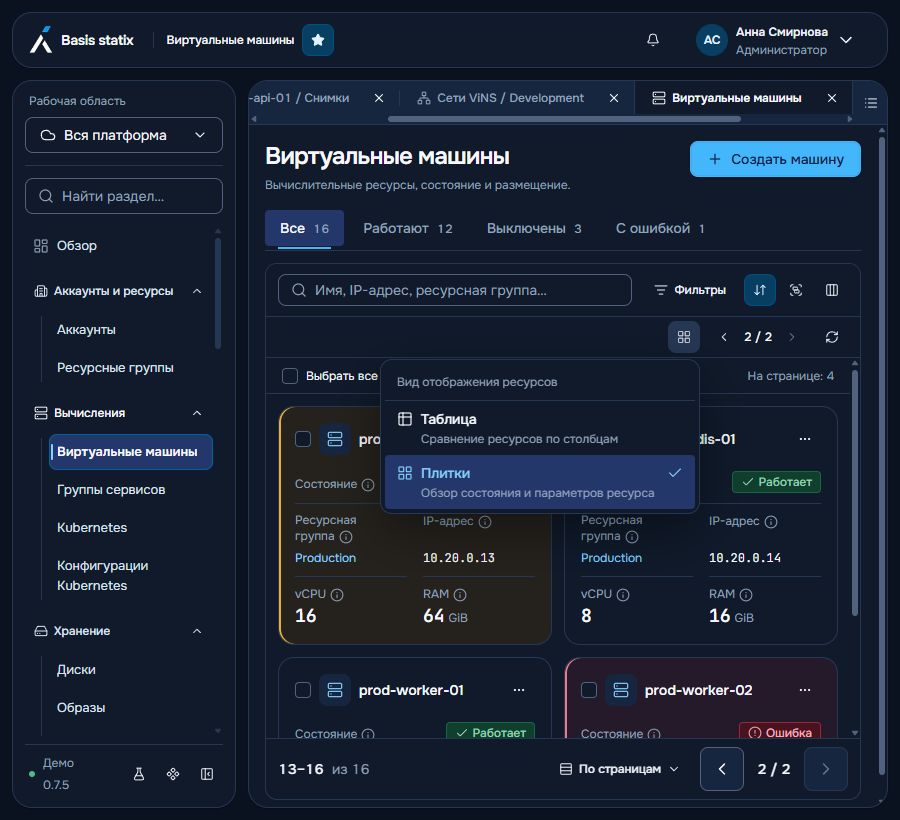 Basis statix
Виртуальные машины
АС
Анна Смирнова
Администратор
Рабочая область
Вся платформа
Найти раздел...
Обзор
Аккаунты и ресурсы
Аккаунты
Ресурсные группы
Вычисления
Виртуальные машины
Группы сервисов
Kubernetes
Конфигурации
Kubernetes
Хранение
Диски
Образы
Демо
0.7.5
-api-01 / Снимки
Сети ViNS / Development
Виртуальные машины
Виртуальные машины
Вычислительные ресурсы, состояние и размещение.
Создать машину
Все 16
Работают 12
Выключены 3
С ошибкой 1
Имя, IP-адрес, ресурсная группа...
Фильтры
2 / 2
Выбрать все
На странице: 4
Вид отображения ресурсов
Таблица
Сравнение ресурсов по столбцам
Плитки
Обзор состояния и параметров ресурса
Состояние
Ресурсная
группа
Production
IP-адрес
10.20.0.13
vCPU
16
RAM
64 GiB
dis-01
Работает
Ресурсная
группа
Production
IP-адрес
10.20.0.14
vCPU
8
RAM
16 GiB
prod-worker-01
Состояние
Работает
prod-worker-02
Состояние
Ошибка
13–16 из 16
По страницам
2 / 2